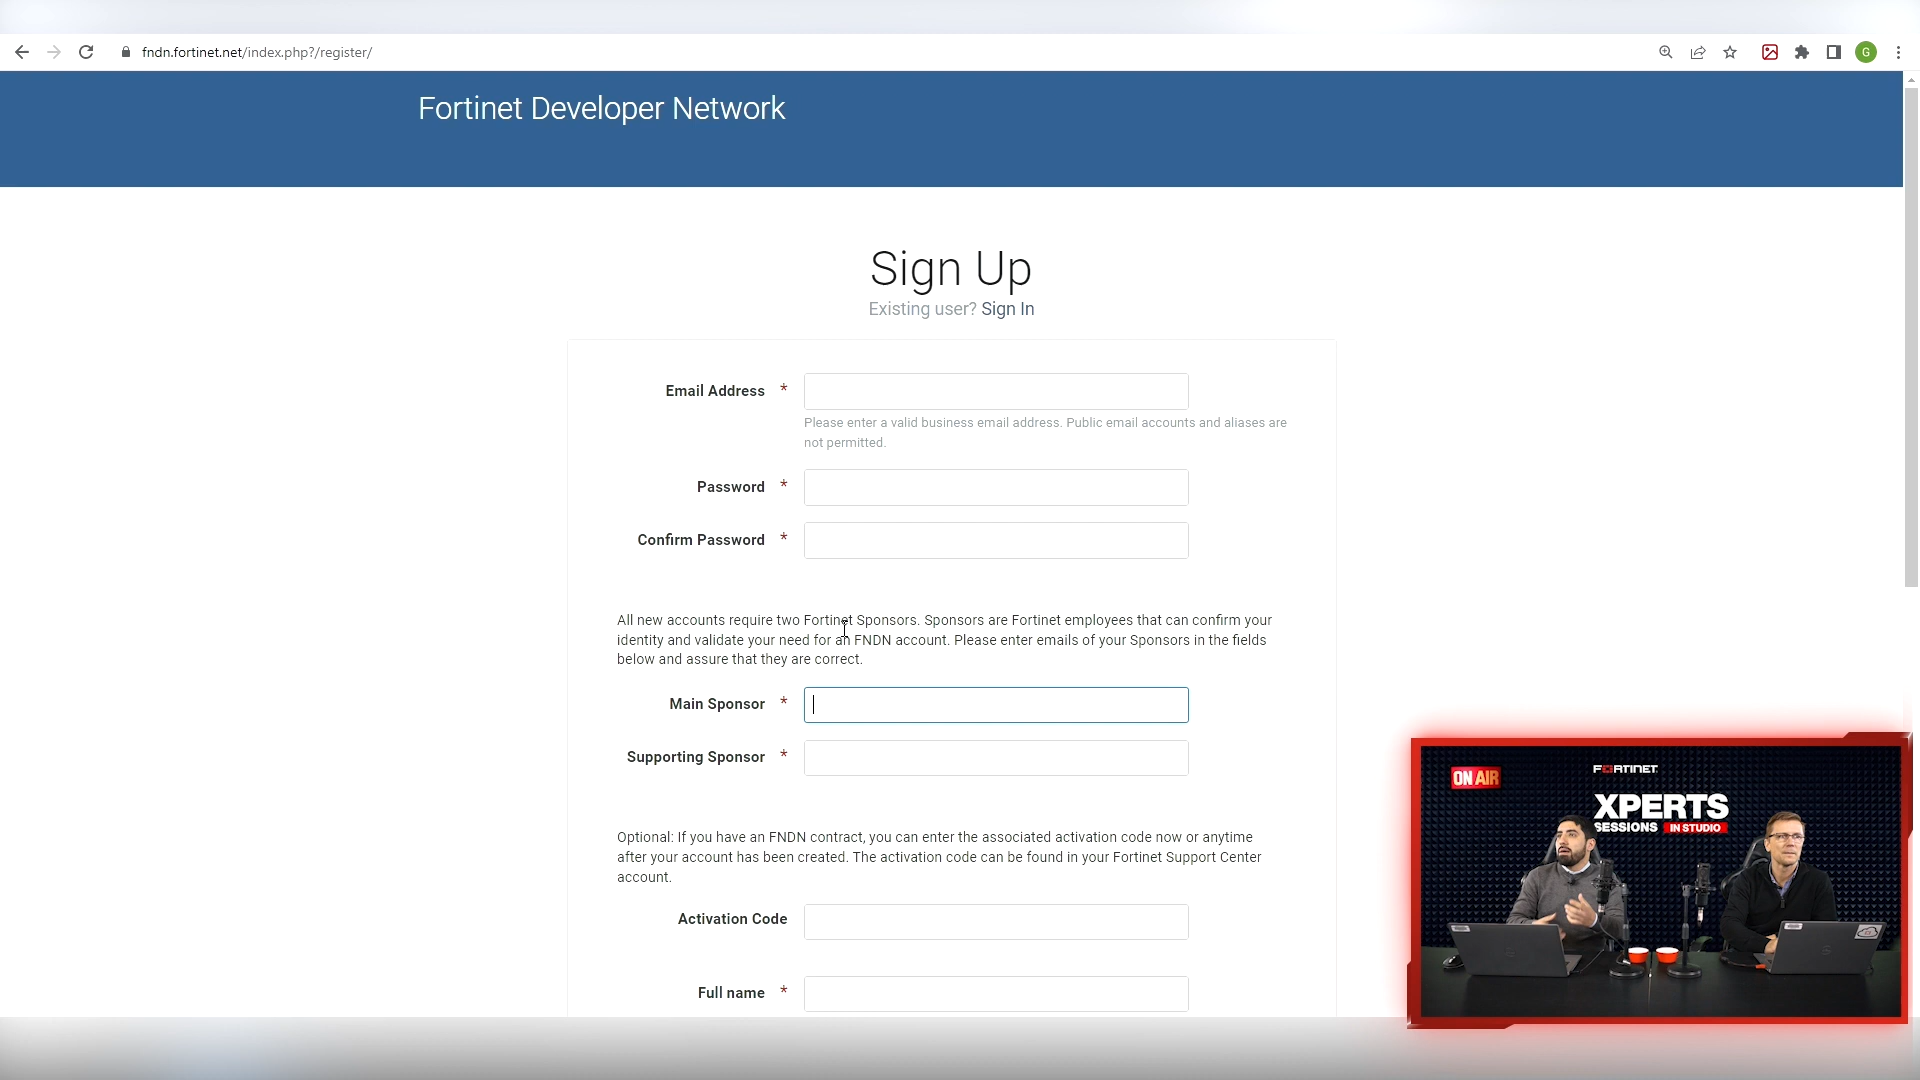 fndn.fortinet.net/index.php?/register/
G
Fortinet Developer Network
Sign Up
Existing user? Sign In
Email Address *
Please enter a valid business email address. Public email accounts and aliases are
not permitted.
Password *
Confirm Password *
All new accounts require two Fortinet Sponsors. Sponsors are Fortinet employees that can confirm your
identity and validate your need for an FNDN account. Please enter emails of your Sponsors in the fields
below and assure that they are correct.
Main Sponsor *
Supporting Sponsor *
Optional: If you have an FNDN contract, you can enter the associated activation code now or anytime
after your account has been created. The activation code can be found in your Fortinet Support Center
account.
Activation Code
Full name *
ON AIR
FORTINET
XPERTS
SESSIONS IN STUDIO